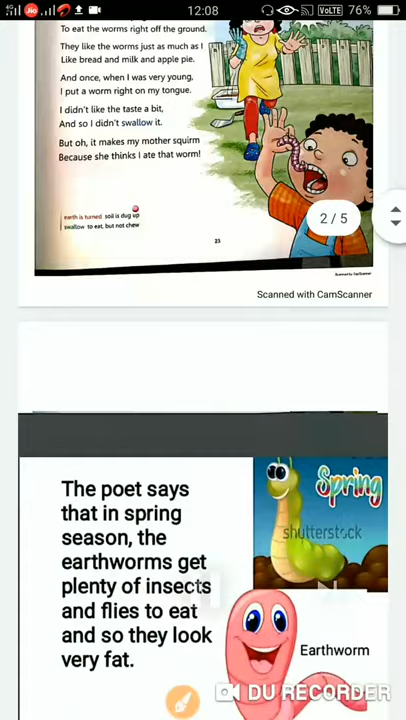 4G
Jio
12:08
VoLTE
76%
To eat the worms right off the ground.
They like the worms just as much as I
Like bread and milk and apple pie.
And once, when I was very young,
I put a worm right on my tongue.
I didn't like the taste a bit,
And so I didn't swallow it.
But oh, it makes my mother squirm
Because she thinks I ate that worm!
earth is turned soil is dug up
swallow to eat, but not chew
23
2 / 5
Scanned by CamScanner
Scanned with CamScanner
The poet says
that in spring
season, the
earthworms get
plenty of insects
and flies to eat
and so they look
very fat.
Spring
shutterstock
Earthworm
DU RECORDER